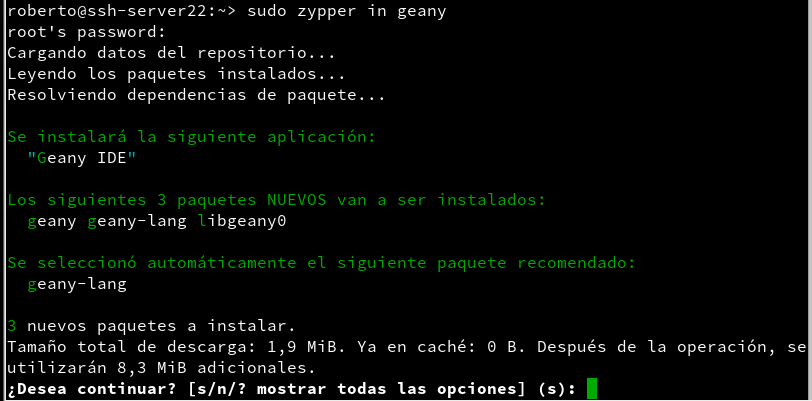 roberto@ssh-server22:~> sudo zypper in geany
root's password:
Cargando datos del repositorio...
Leyendo los paquetes instalados...
Resolviendo dependencias de paquete...
Se instalará la siguiente aplicación:
"Geany IDE"
Los siguientes 3 paquetes NUEVOS van a ser instalados:
geany geany-lang libgeany0
Se seleccionó automáticamente el siguiente paquete recomendado:
geany-lang
3 nuevos paquetes a instalar.
Tamaño total de descarga: 1,9 MiB. Ya en caché: 0 B. Después de la operación, se
utilizarán 8,3 MiB adicionales.
¿Desea continuar? [s/n/? mostrar todas las opciones] (s):